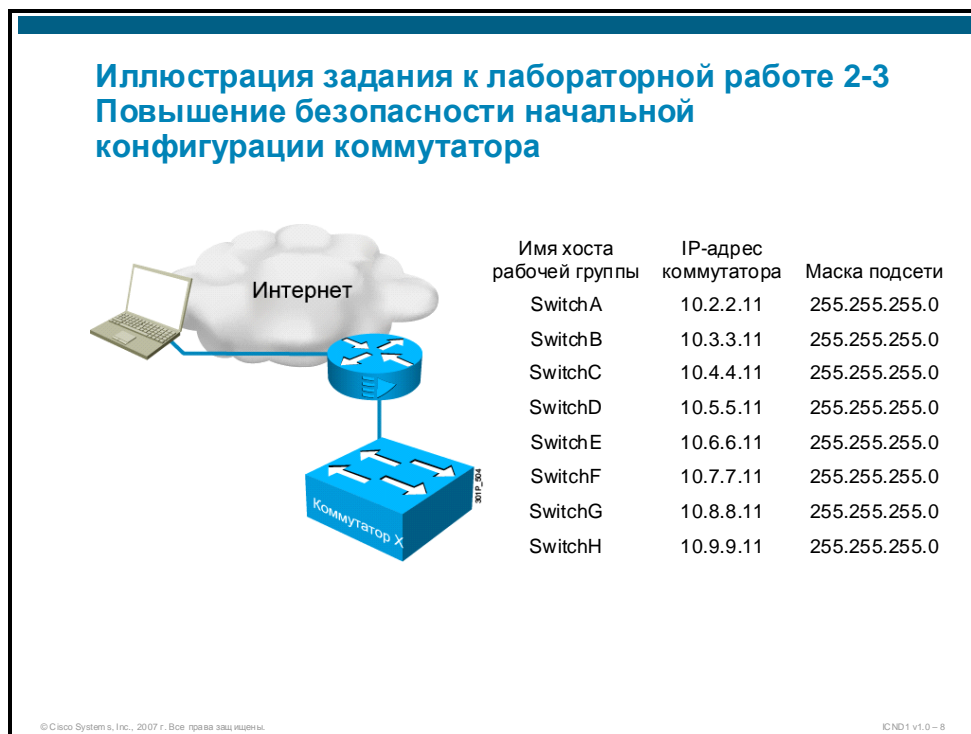 Иллюстрация задания к лабораторной работе 2-3
Повышение безопасности начальной
конфигурации коммутатора
Интернет
Коммутатор X
301P_504
Имя хоста рабочей группы IP-адрес коммутатора Маска подсети
SwitchA 10.2.2.11 255.255.255.0
SwitchB 10.3.3.11 255.255.255.0
SwitchC 10.4.4.11 255.255.255.0
SwitchD 10.5.5.11 255.255.255.0
SwitchE 10.6.6.11 255.255.255.0
SwitchF 10.7.7.11 255.255.255.0
SwitchG 10.8.8.11 255.255.255.0
SwitchH 10.9.9.11 255.255.255.0
© Cisco Systems, Inc., 2007 г. Все права защищены.
ICND1 v1.0 – 8